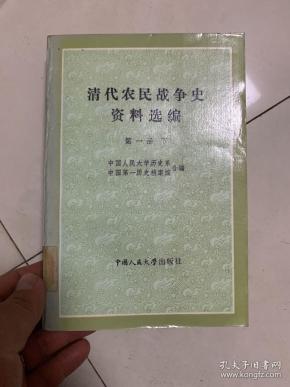 清代农民战争史
资料选编
第一册 下
中国人民大学历史系
中国第一历史档案馆
合编
中国人民大学出版社
孔夫子旧书网